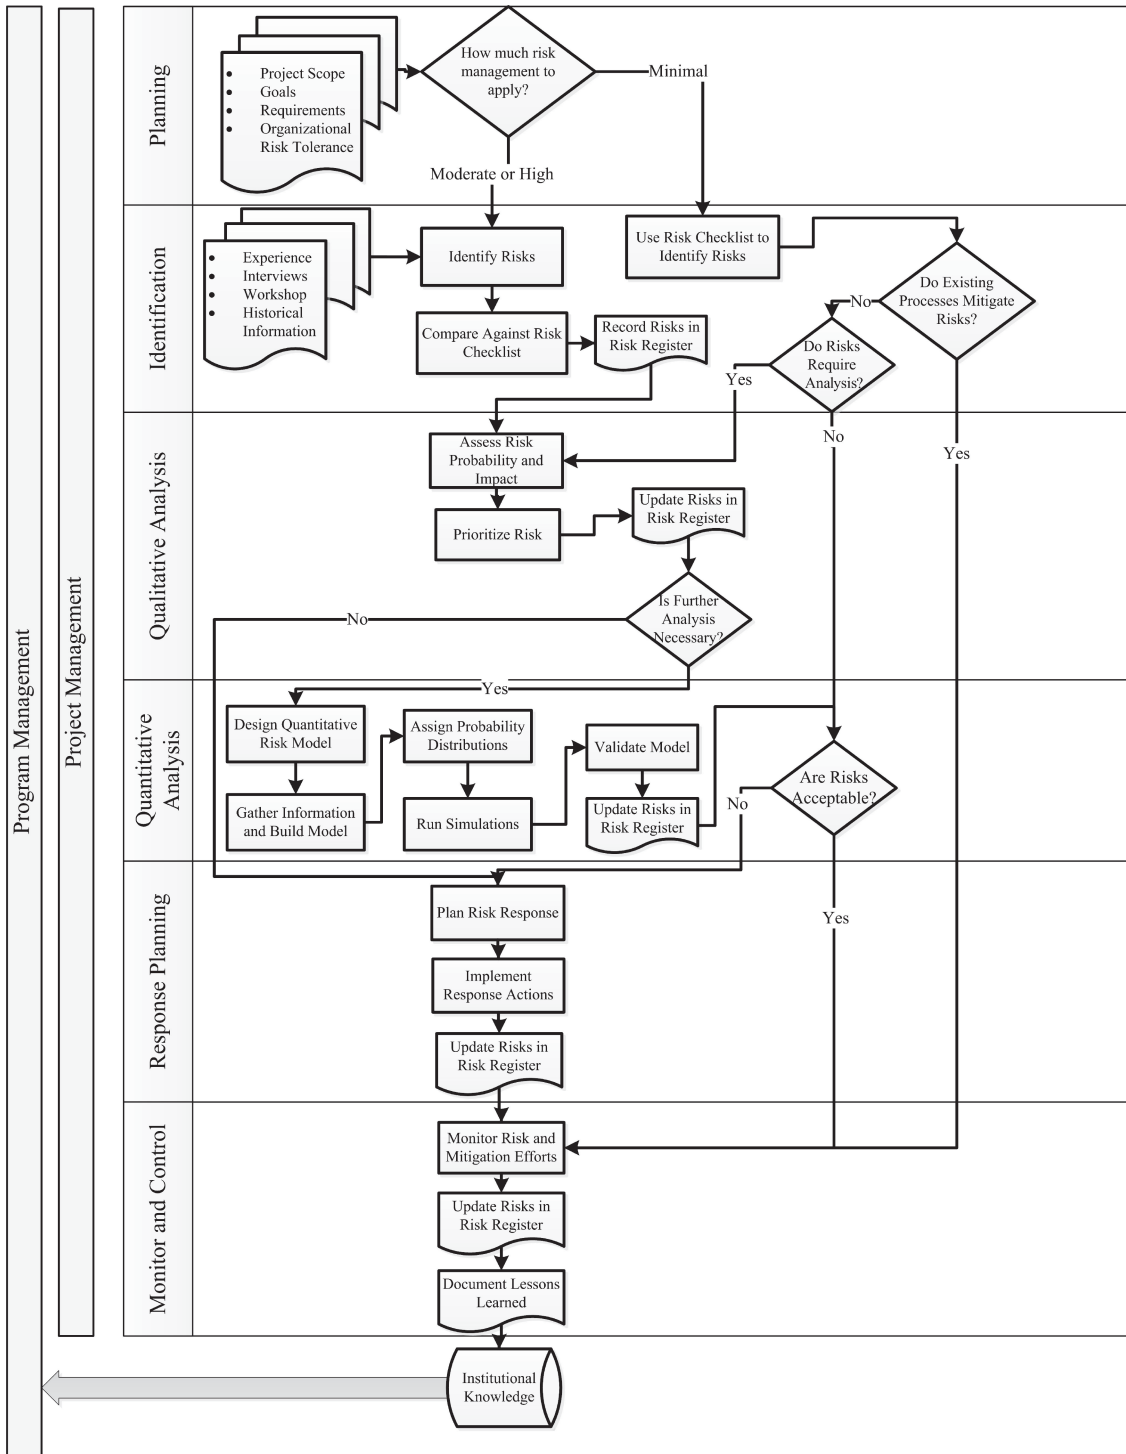 Program Management
Project Management
Planning
• Project Scope
• Goals
• Requirements
• Organizational
Risk Tolerance
How much risk
management to
apply?
Minimal
Moderate or High
Identification
• Experience
• Interviews
• Workshop
• Historical
Information
Identify Risks
Use Risk Checklist to
Identify Risks
Do Existing
Processes Mitigate
Risks?
No
Compare Against Risk
Checklist
Record Risks in
Risk Register
Do Risks
Require
Analysis?
Yes
No
Yes
Qualitative Analysis
Assess Risk
Probability and
Impact
Prioritize Risk
Update Risks in
Risk Register
Is Further
Analysis
Necessary?
No
Yes
Quantitative
Analysis
Design Quantitative
Risk Model
Gather Information
and Build Model
Assign Probability
Distributions
Run Simulations
Validate Model
Update Risks in
Risk Register
Are Risks
Acceptable?
No
Yes
Response Planning
Plan Risk Response
Implement
Response Actions
Update Risks in
Risk Register
Monitor and Control
Monitor Risk and
Mitigation Efforts
Update Risks in
Risk Register
Document Lessons
Learned
Institutional
Knowledge